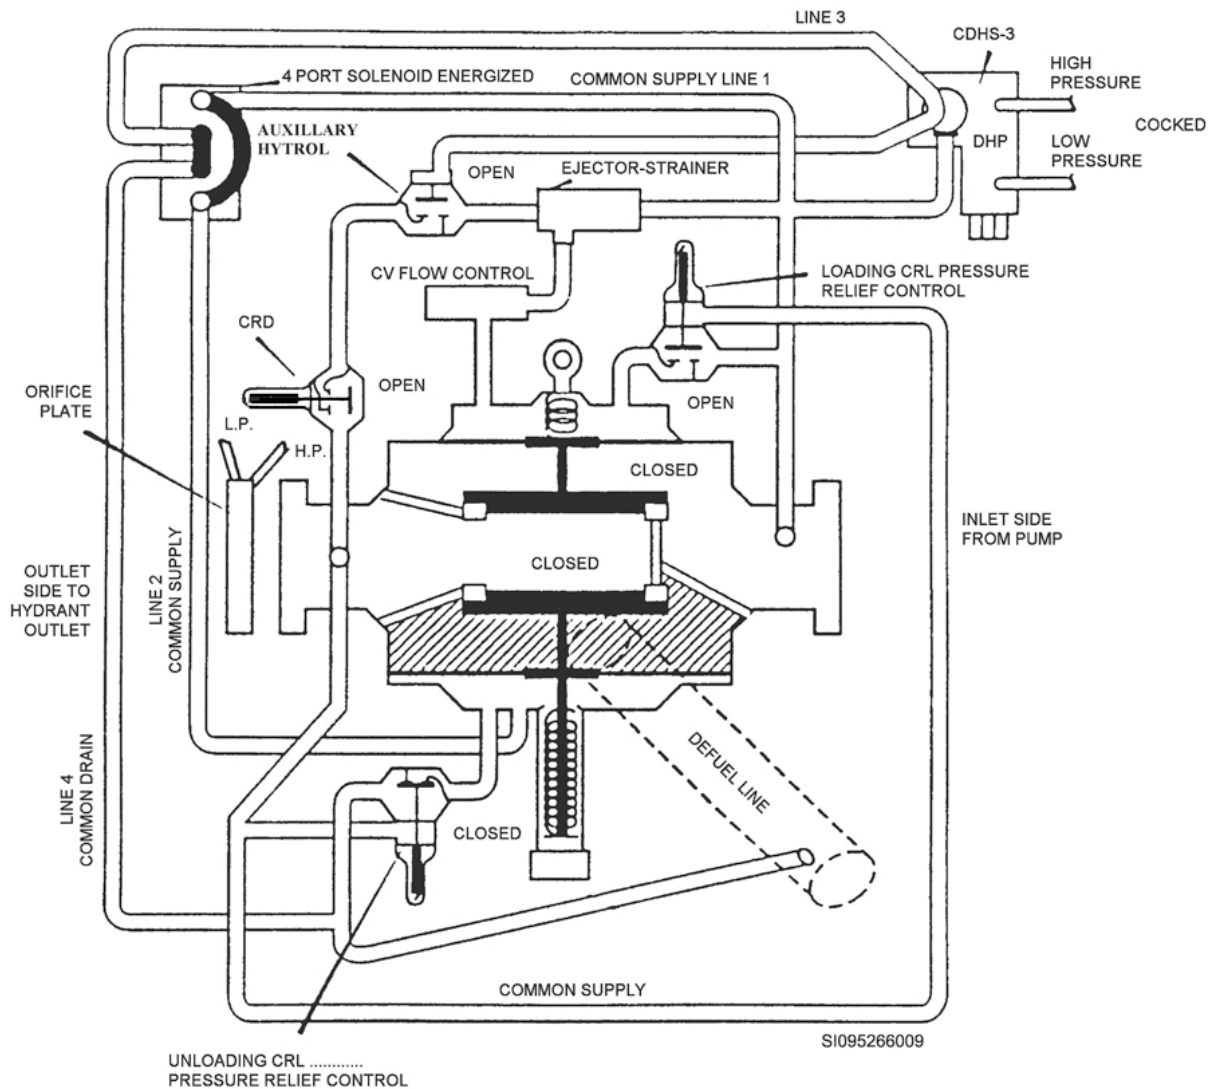 LINE 3
CDHS-3
4 PORT SOLENOID ENERGIZED
COMMON SUPPLY LINE 1
HIGH
PRESSURE
COCKED
AUXILLARY
HYTROL
DHP
LOW
PRESSURE
OPEN
EJECTOR-STRAINER
CV FLOW CONTROL
LOADING CRL PRESSURE
RELIEF CONTROL
CRD
ORIFICE
PLATE
OPEN
OPEN
L.P.
H.P.
CLOSED
INLET SIDE
FROM PUMP
CLOSED
OUTLET
SIDE TO
HYDRANT
OUTLET
LINE 2
COMMON SUPPLY
LINE 4
COMMON DRAIN
DEFUEL LINE
CLOSED
COMMON SUPPLY
SI095266009
UNLOADING CRL ............
PRESSURE RELIEF CONTROL